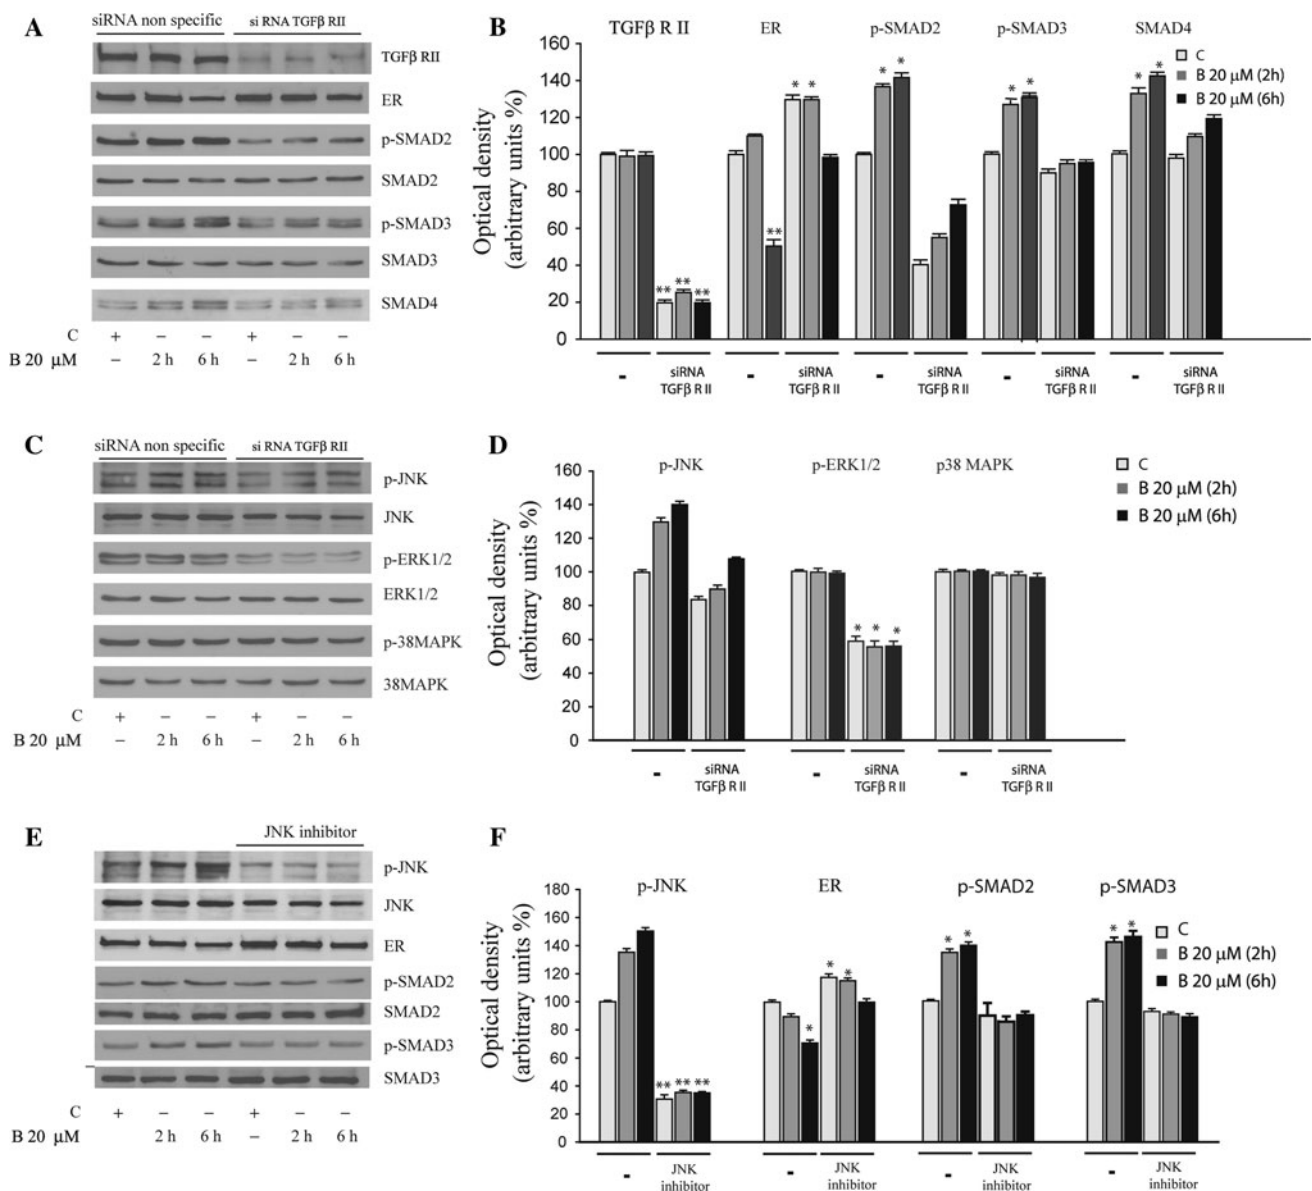 A
siRNA non specific
si RNA TGFβ RII
TGFβ RII
ER
p-SMAD2
SMAD2
p-SMAD3
SMAD3
SMAD4
C + – – + – –
B 20 μM – 2 h 6 h – 2 h 6 h
B
TGFβ R II
ER
p-SMAD2
p-SMAD3
SMAD4
C
B 20 μM (2h)
B 20 μM (6h)
Optical density
(arbitrary units %)
160
140
120
100
80
60
40
20
0
** ** **
**
* *
* *
* *
* *
- siRNA - siRNA - siRNA - siRNA - siRNA
TGFβ R II TGFβ R II TGFβ R II TGFβ R II TGFβ R II
C
siRNA non specific
si RNA TGFβ RII
p-JNK
JNK
p-ERK1/2
ERK1/2
p-38MAPK
38MAPK
C + – – + – –
B 20 μM – 2 h 6 h – 2 h 6 h
D
p-JNK
p-ERK1/2
p38 MAPK
C
B 20 μM (2h)
B 20 μM (6h)
Optical density
(arbitrary units %)
160
140
120
100
80
60
40
20
0
* * *
- siRNA - siRNA - siRNA
TGFβ R II TGFβ R II TGFβ R II
E
JNK inhibitor
p-JNK
JNK
ER
p-SMAD2
SMAD2
p-SMAD3
SMAD3
C + – – + – –
B 20 μM – 2 h 6 h – 2 h 6 h
F
p-JNK
ER
p-SMAD2
p-SMAD3
C
B 20 μM (2h)
B 20 μM (6h)
Optical density
(arbitrary units %)
180
160
140
120
100
80
60
40
20
0
** ** **
*
* *
* *
* *
- JNK - JNK - JNK - JNK
inhibitor inhibitor inhibitor inhibitor